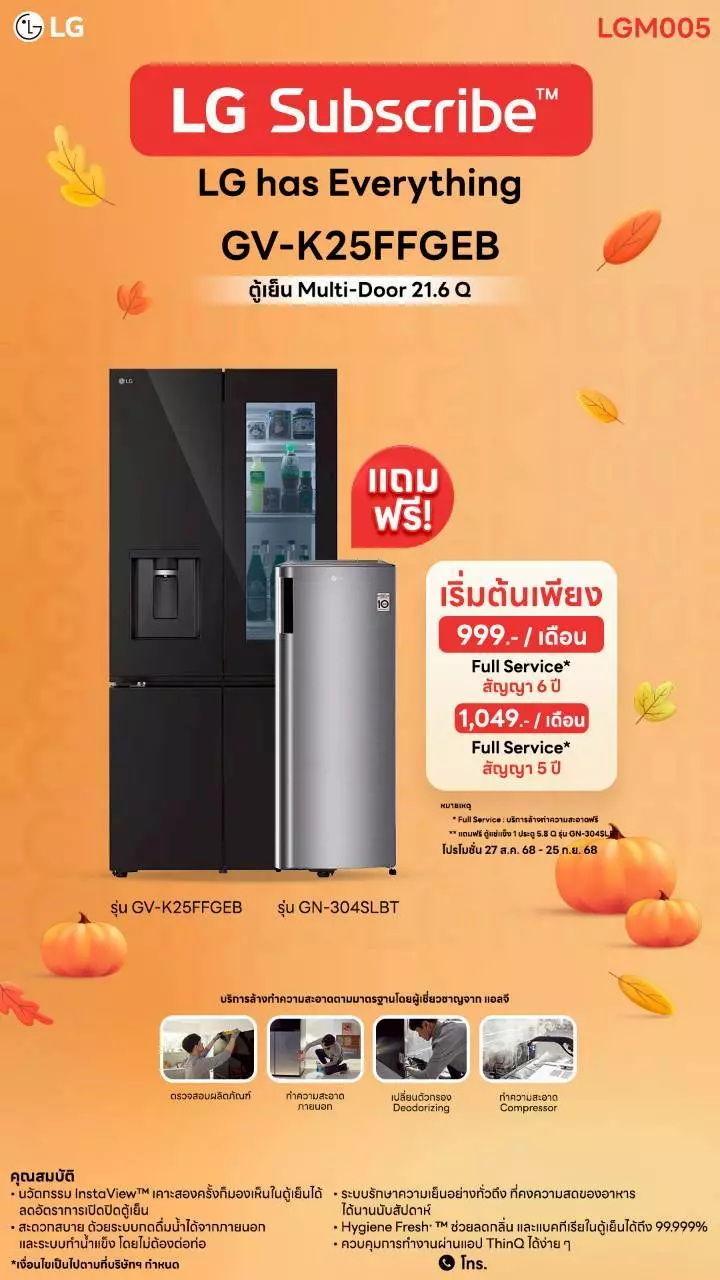 LG
LGM005
LG Subscribe™
LG has Everything
GV-K25FFGEB
ตู้เย็น Multi-Door 21.6 Q
LG
แถม
ฟรี!
เริ่มต้นเพียง
999.- / เดือน
Full Service*
สัญญา 6 ปี
1,049.- / เดือน
Full Service*
สัญญา 5 ปี
หมายเหตุ
* Full Service : บริการล้างทำความสะอาดฟรี
** แถมฟรี ตู้แช่แข็ง 1 ประตู 5.8 Q รุ่น GN-304SL
โปรโมชั่น 27 ส.ค. 68 - 25 ก.ย. 68
รุ่น GV-K25FFGEB
รุ่น GN-304SLBT
บริการล้างทำความสะอาดตามมาตรฐานโดยผู้เชี่ยวชาญจาก แอลจี
ตรวจสอบผลิตภัณฑ์
ทำความสะอาด
ภายนอก
เปลี่ยนตัวกรอง
Deodorizing
ทำความสะอาด
Compressor
คุณสมบัติ
• นวัตกรรม InstaView™ เคาะสองครั้งก็มองเห็นในตู้เย็นได้
ลดอัตราการเปิดปิดตู้เย็น
• สะดวกสบาย ด้วยระบบกดดื่มน้ำได้จากภายนอก
และระบบทำน้ำแข็ง โดยไม่ต้องต่อท่อ
*เงื่อนไขเป็นไปตามที่บริษัทฯ กำหนด
• ระบบรักษาความเย็นอย่างทั่วถึง ที่คงความสดของอาหาร
ได้นานนับสัปดาห์
• Hygiene Fresh+ ™ ช่วยลดกลิ่น และแบคทีเรียในตู้เย็นได้ถึง 99.999%
• ควบคุมการทำงานผ่านแอป ThinQ ได้ง่าย ๆ
โทร.